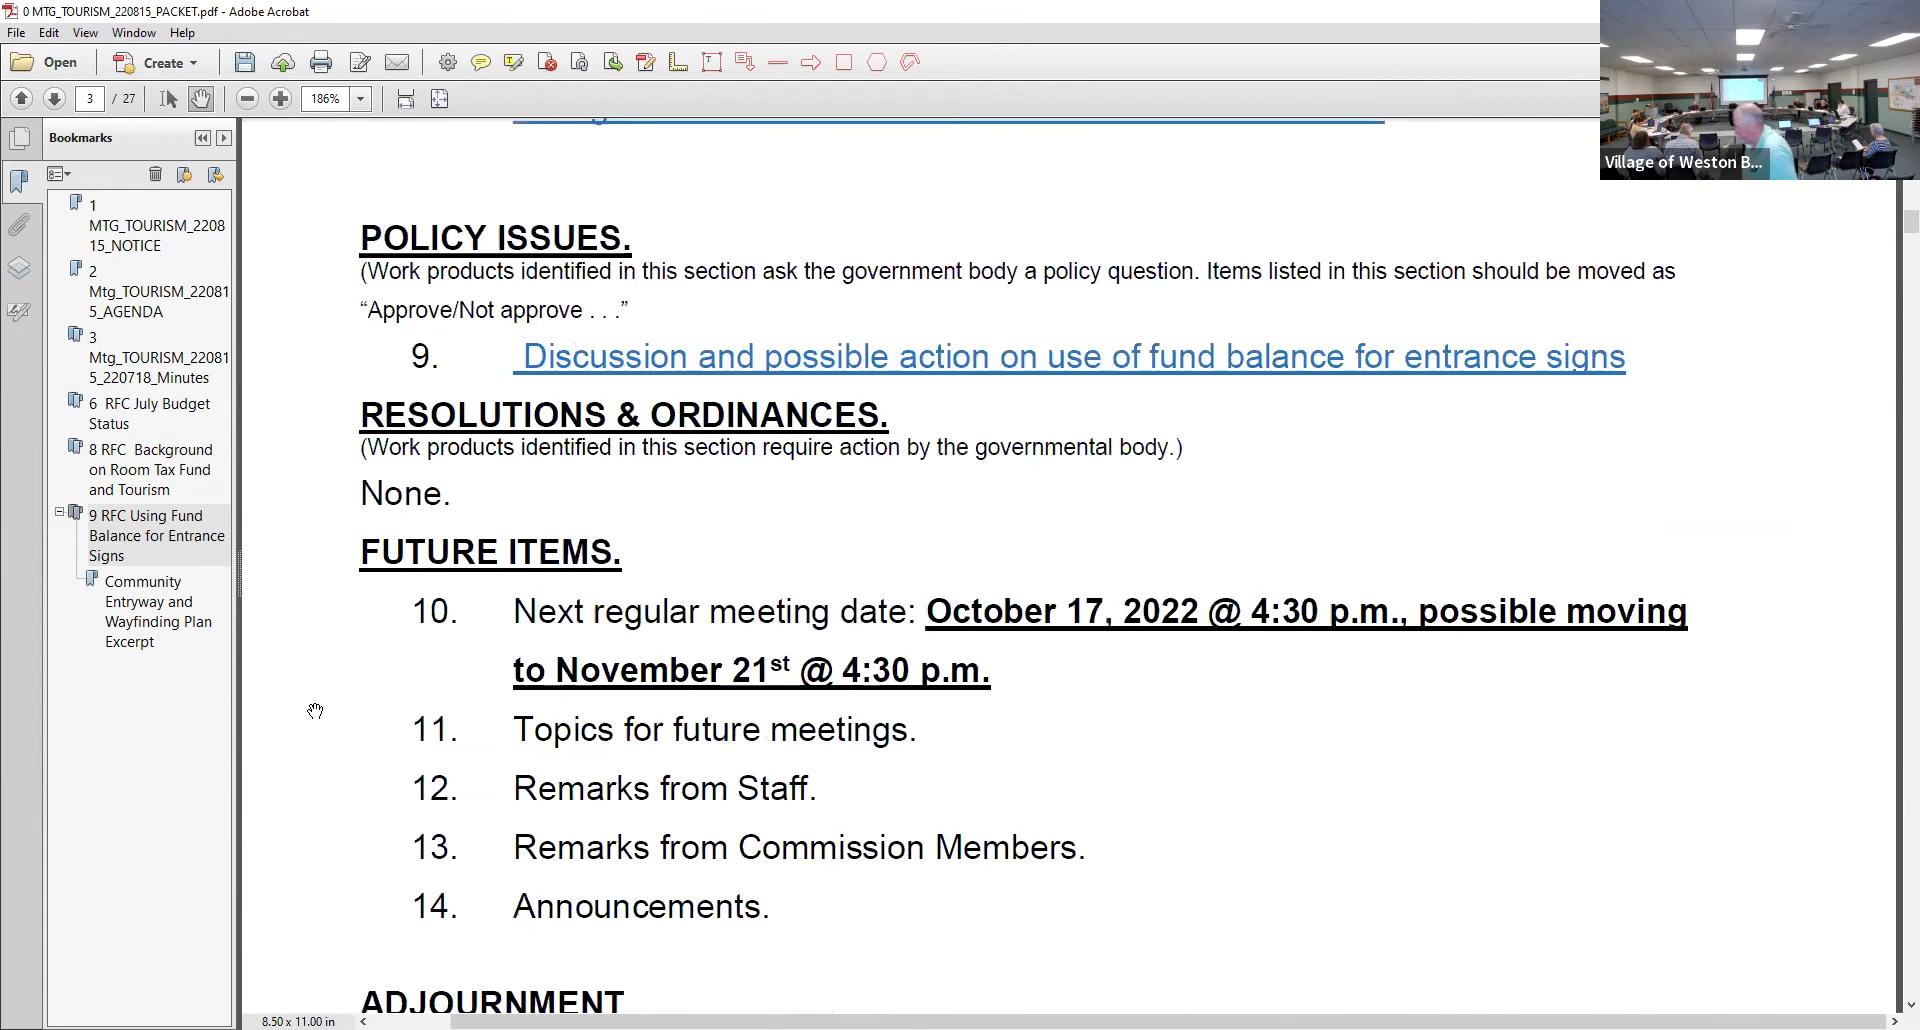 0 MTG_TOURISM_220815_PACKET.pdf - Adobe Acrobat
File Edit View Window Help
Open Create
3 / 27 186%
Village of Weston B...
Bookmarks
1
MTG_TOURISM_2208
15_NOTICE
2
Mtg_TOURISM_22081
5_AGENDA
3
Mtg_TOURISM_22081
5_220718_Minutes
6 RFC July Budget
Status
8 RFC Background
on Room Tax Fund
and Tourism
9 RFC Using Fund
Balance for Entrance
Signs
Community
Entryway and
Wayfinding Plan
Excerpt
POLICY ISSUES.
(Work products identified in this section ask the government body a policy question. Items listed in this section should be moved as
“Approve/Not approve . . .”
9. Discussion and possible action on use of fund balance for entrance signs
RESOLUTIONS & ORDINANCES.
(Work products identified in this section require action by the governmental body.)
None.
FUTURE ITEMS.
10. Next regular meeting date: October 17, 2022 @ 4:30 p.m., possible moving
to November 21st @ 4:30 p.m.
11. Topics for future meetings.
12. Remarks from Staff.
13. Remarks from Commission Members.
14. Announcements.
ADJOURNMENT
8.50 x 11.00 in